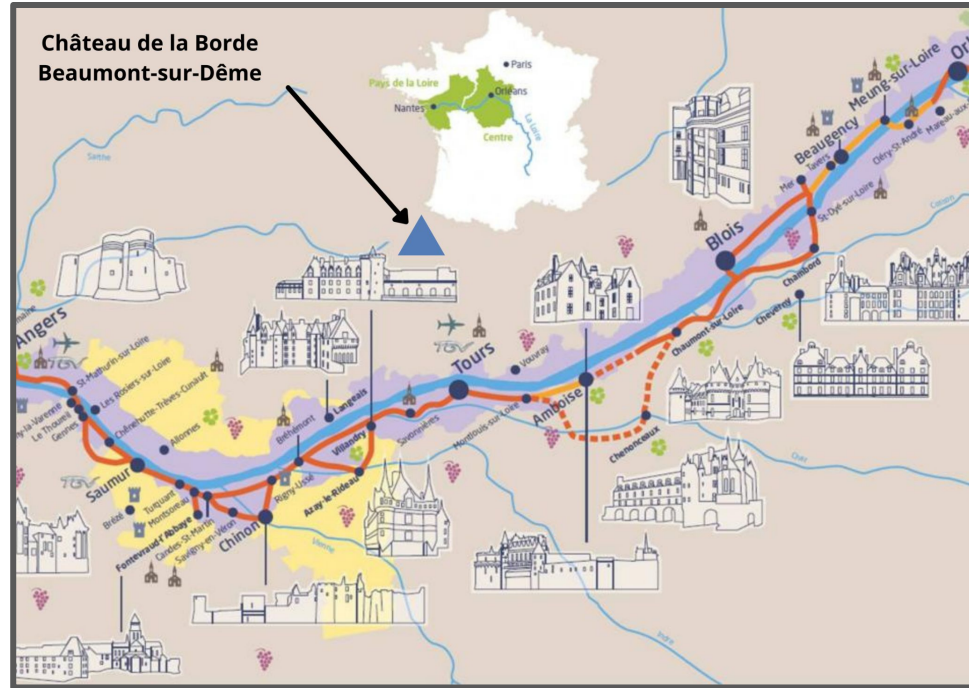 Château de la Borde
Beaumont-sur-Dême
Paris
Pays de la Loire
Orléans
Nantes
La Loire
Centre
Sarthe
Meung-sur-Loire
Beaugency
Tavers
Mareau-aux
Cléry-St-André
Mer
St-Dyé-sur-Loire
Blois
Chambord
Cheverny
Chaumont-sur-Loire
Angers
TGV
St-Mathurin-sur-Loire
Les Rosiers-sur-Loire
Le Thoureil
Gennes
Chênehutte-Trèves-Cunault
Allonnes
Saumur
TGV
Brézé
Turquant
Montsoreau
Fontevraud-l'Abbaye
Candes-St-Martin
Savigny-en-Véron
Chinon
Rigny-Ussé
Bréhémont
Langeais
Villandry
Azay-le-Rideau
Savonnières
TGV
Tours
Vouvray
Montlouis-sur-Loire
Amboise
Chenonceaux
Cher
Vienne
Indre